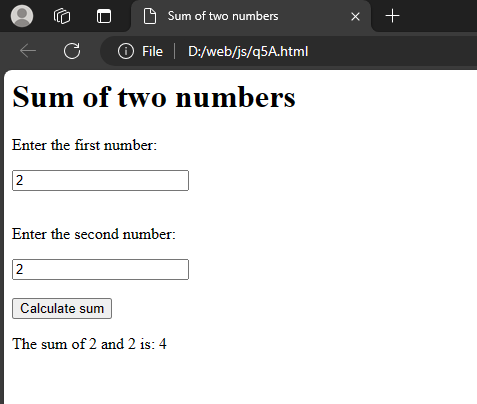 Sum of two numbers
File D:/web/js/q5A.html
Sum of two numbers
Enter the first number:
2
Enter the second number:
2
Calculate sum
The sum of 2 and 2 is: 4